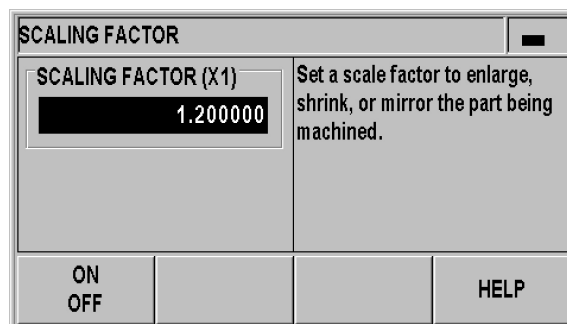 SCALING FACTOR
SCALING FACTOR (X1)
1.200000
Set a scale factor to enlarge,
shrink, or mirror the part being
machined.
ON
OFF
HELP